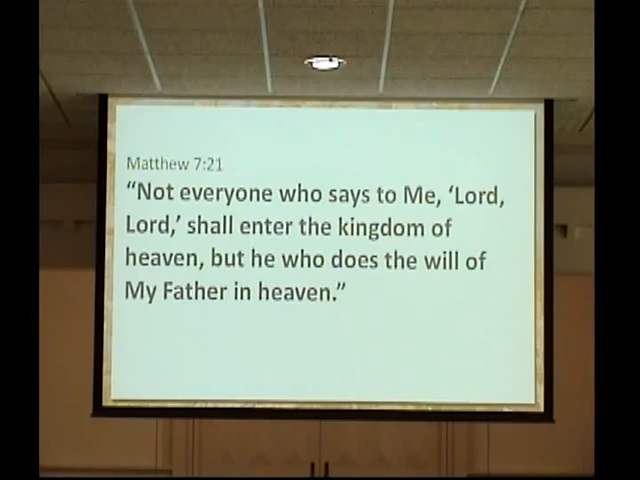 Matthew 7:21
“Not everyone who says to Me, ‘Lord,
Lord,’ shall enter the kingdom of
heaven, but he who does the will of
My Father in heaven.”